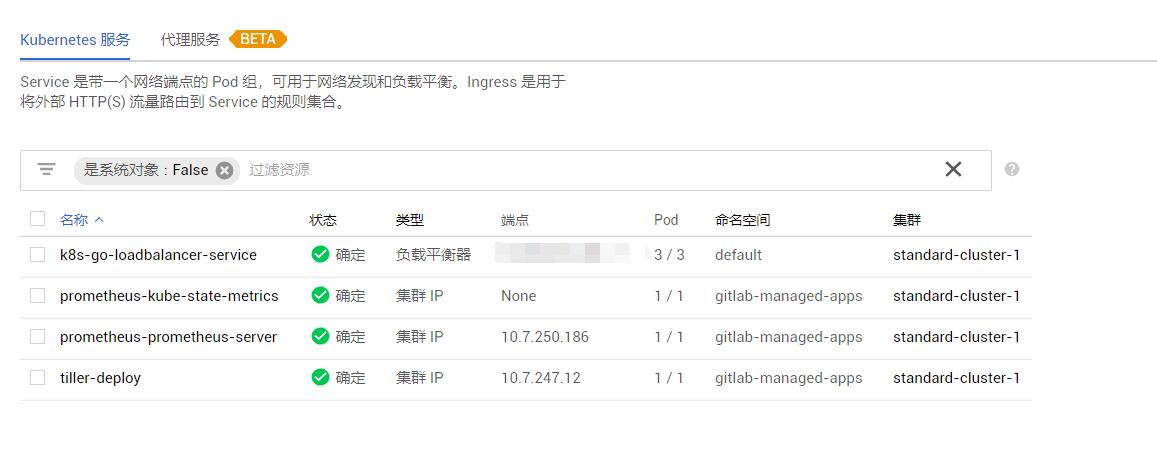 Kubernetes 服务 代理服务 BETA
Service 是带一个网络端点的 Pod 组，可用于网络发现和负载平衡。Ingress 是用于
将外部 HTTP(S) 流量路由到 Service 的规则集合。
是系统对象 : False 过滤资源
名称 状态 类型 端点 Pod 命名空间 集群
k8s-go-loadbalancer-service 确定 负载平衡器 3 / 3 default standard-cluster-1
prometheus-kube-state-metrics 确定 集群 IP None 1 / 1 gitlab-managed-apps standard-cluster-1
prometheus-prometheus-server 确定 集群 IP 10.7.250.186 1 / 1 gitlab-managed-apps standard-cluster-1
tiller-deploy 确定 集群 IP 10.7.247.12 1 / 1 gitlab-managed-apps standard-cluster-1